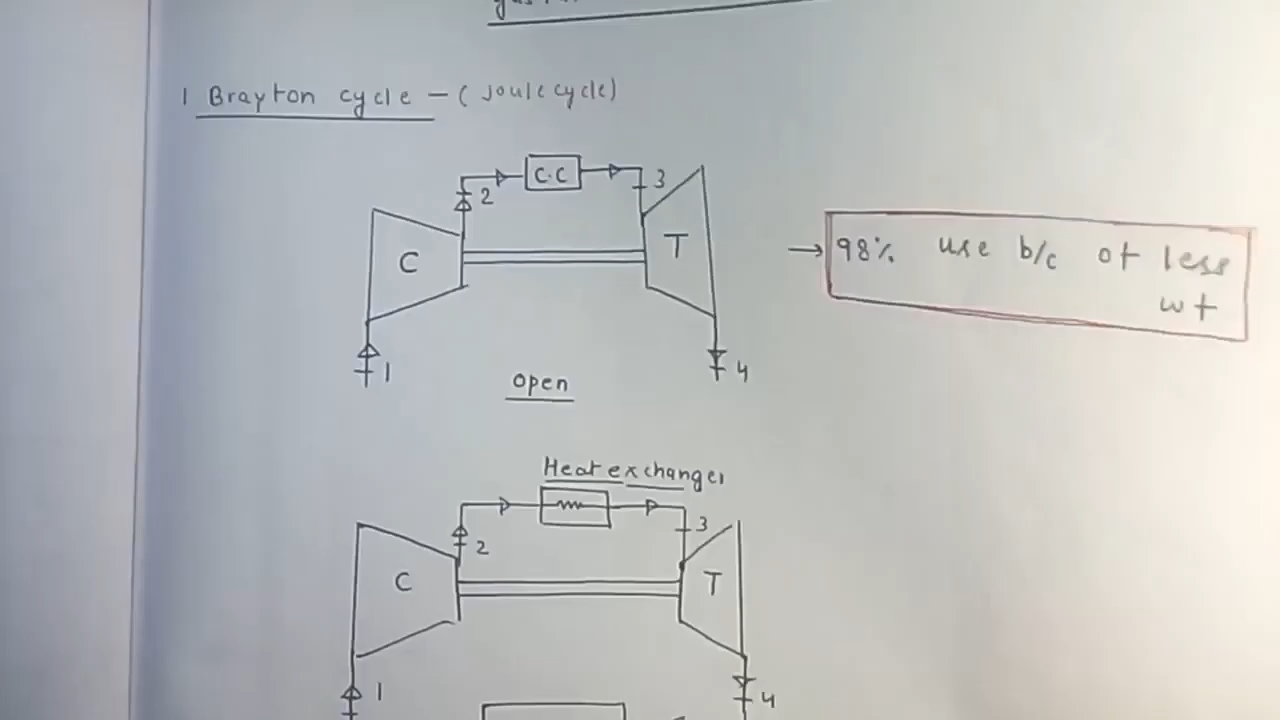 1 Brayton cycle - (Joule cycle)
C.C
2
3
C
T
→ 98% use b/c of less
wt
1
4
Open
Heat exchanger
2
3
C
T
1
4